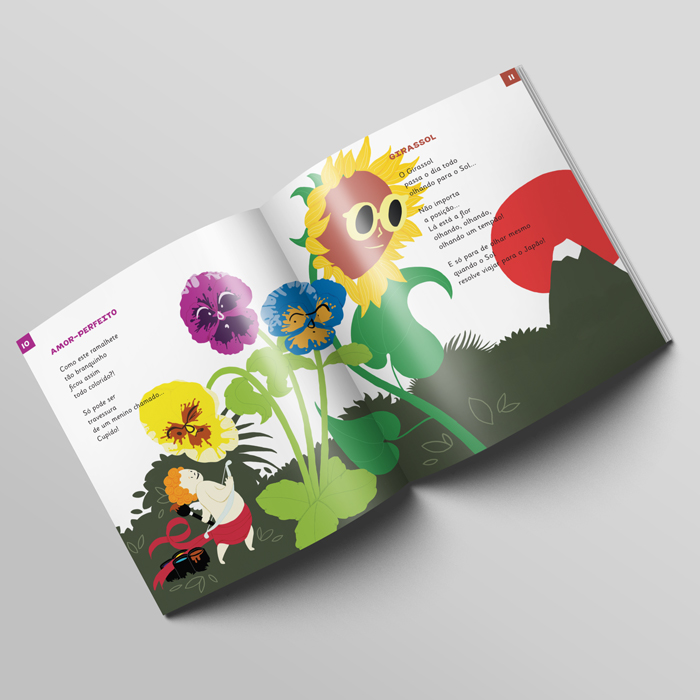 10
AMOR-PERFEITO
Como este ramalhete
tão branquinho
ficou assim
todo colorido?!
Só pode ser
travessura
de um menino chamado...
Cupido!
11
GIRASSOL
O Girassol
passa o dia todo
olhando para o Sol...
Não importa
a posição...
Lá está a flor
olhando, olhando,
olhando um tempão!
E só para de olhar mesmo
quando o Sol
resolve viajar para o Japão!